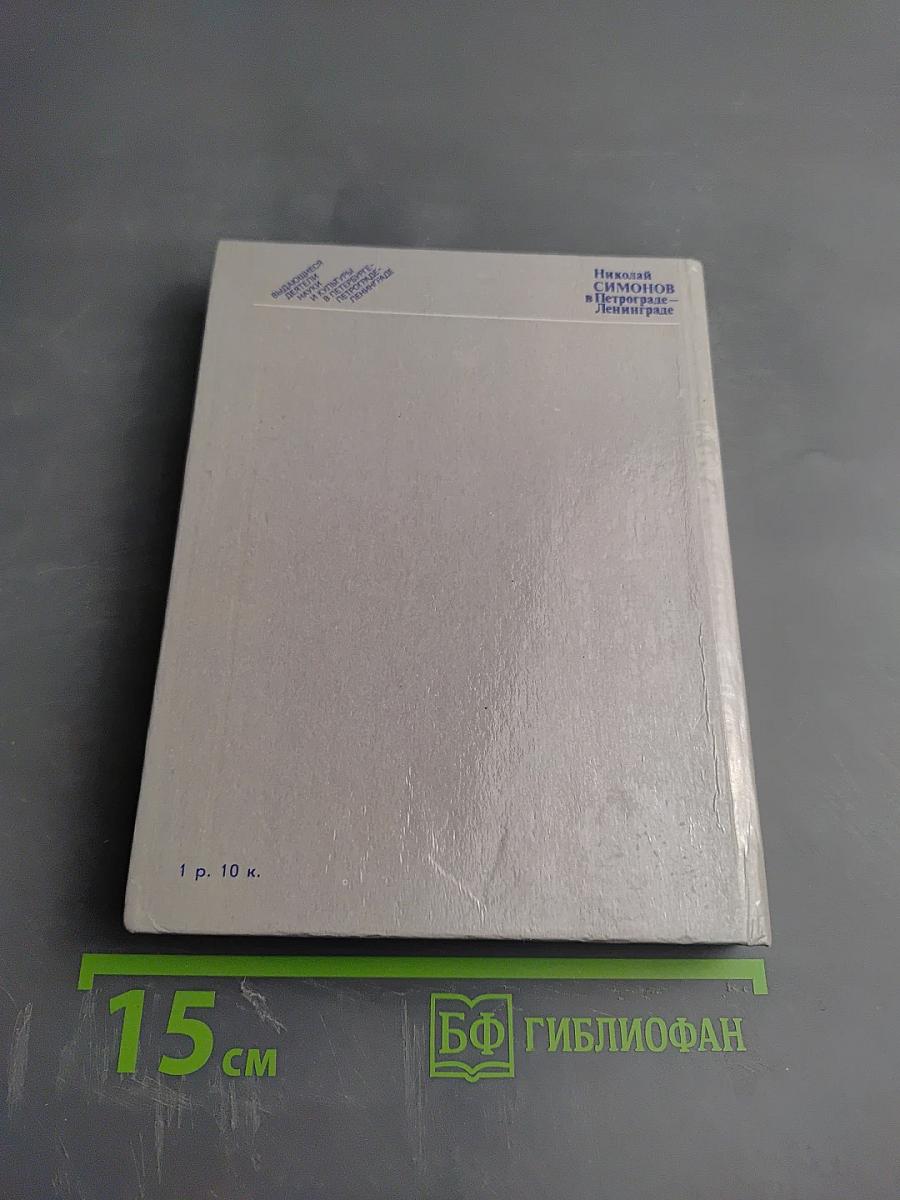 ВЫДАЮЩИЕСЯ
ДЕЯТЕЛИ
НАУКИ
И КУЛЬТУРЫ
В ПЕТЕРБУРГЕ–
ПЕТРОГРАДЕ–
ЛЕНИНГРАДЕ
Николай
СИМОНОВ
в Петрограде–
Ленинграде
1 р. 10 к.
15 см
БФ ГИБЛИОФАН